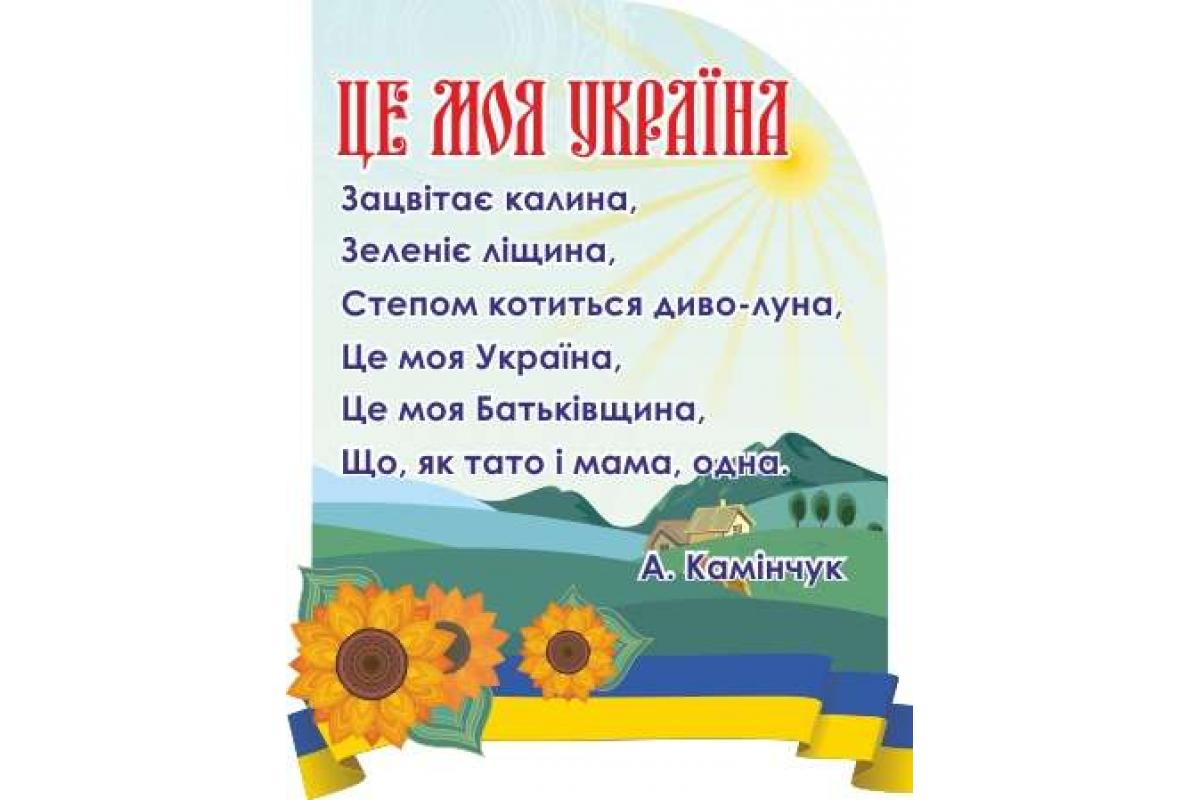 ЦЕ МОЯ УКРАЇНА
Зацвітає калина,
Зеленіє ліщина,
Степом котиться диво-луна,
Це моя Україна,
Це моя Батьківщина,
Що, як тато і мама, одна.
А. Камінчук